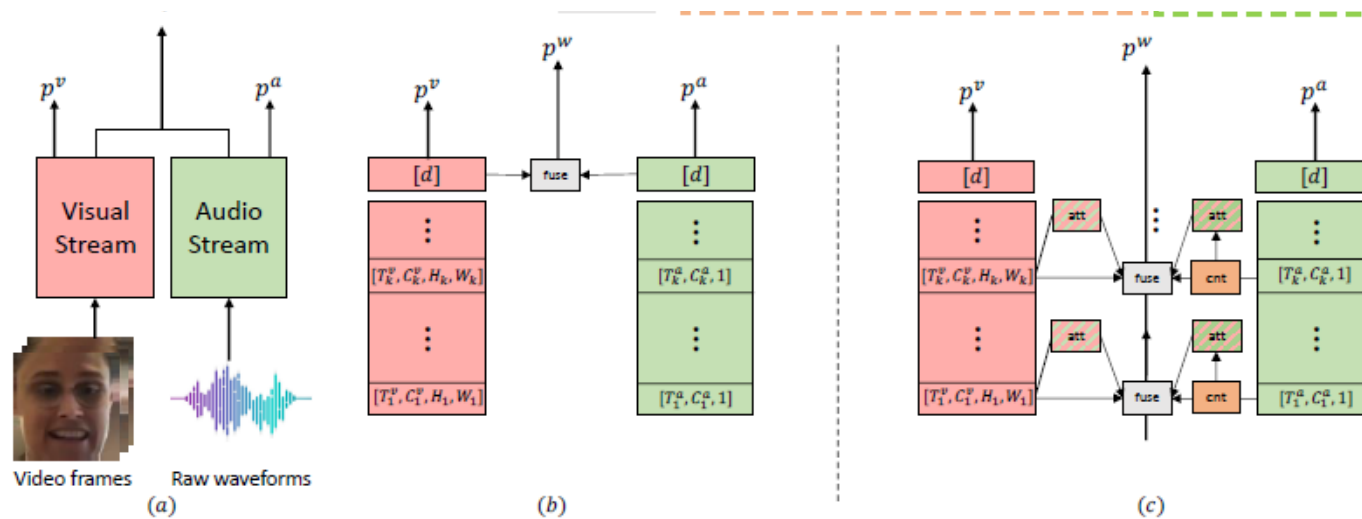 p^v
p^a
Visual Stream
Audio Stream
Video frames
Raw waveforms
(a)
p^w
p^v
p^a
[d]
fuse
[d]
⋮
⋮
[T_k^v, C_k^v, H_k, W_k]
[T_k^a, C_k^a, 1]
⋮
⋮
[T_1^v, C_1^v, H_1, W_1]
[T_1^a, C_1^a, 1]
(b)
p^w
p^v
p^a
[d]
[d]
⋮
att
⋮
att
⋮
[T_k^v, C_k^v, H_k, W_k]
fuse
cnt
[T_k^a, C_k^a, 1]
⋮
att
att
⋮
[T_1^v, C_1^v, H_1, W_1]
fuse
cnt
[T_1^a, C_1^a, 1]
(c)